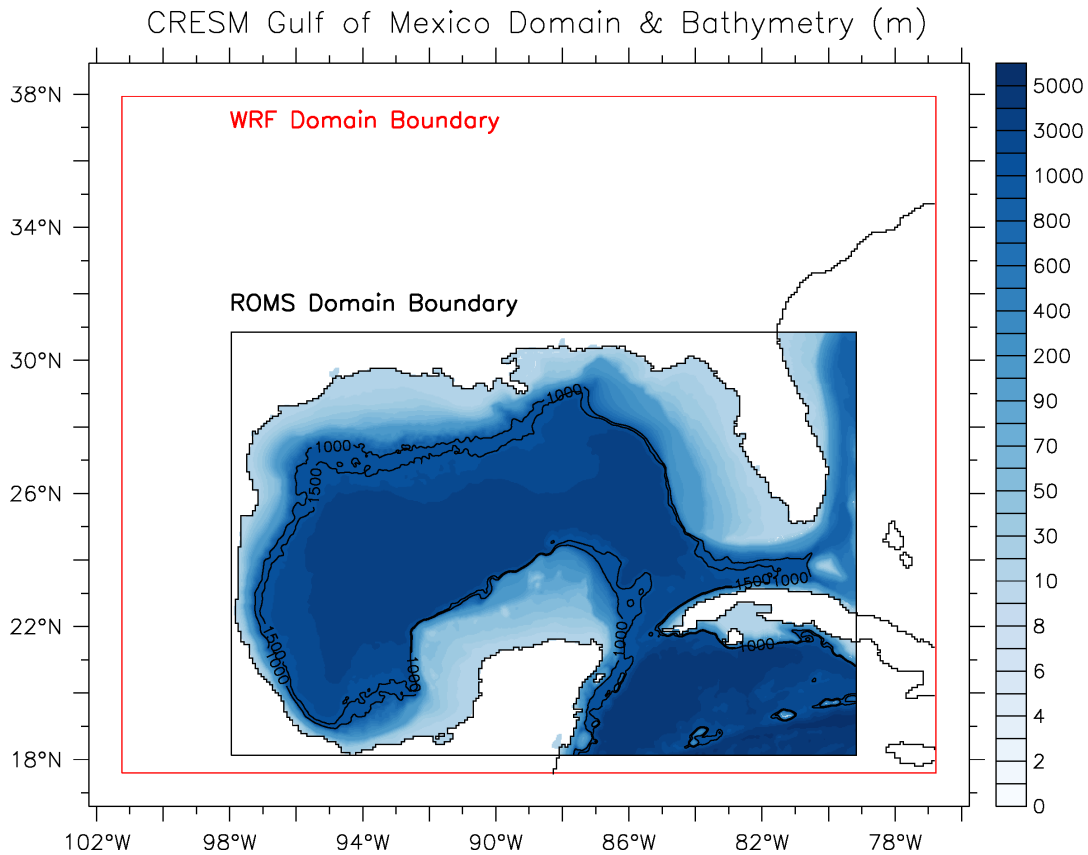 CRESM Gulf of Mexico Domain & Bathymetry (m)
38°N
34°N
30°N
26°N
22°N
18°N
WRF Domain Boundary
ROMS Domain Boundary
1000
1000
1500
1500
1000
1000
1000
1500
1000
1000
102°W
98°W
94°W
90°W
86°W
82°W
78°W
5000
3000
1000
800
600
400
200
90
70
50
30
10
8
6
4
2
0